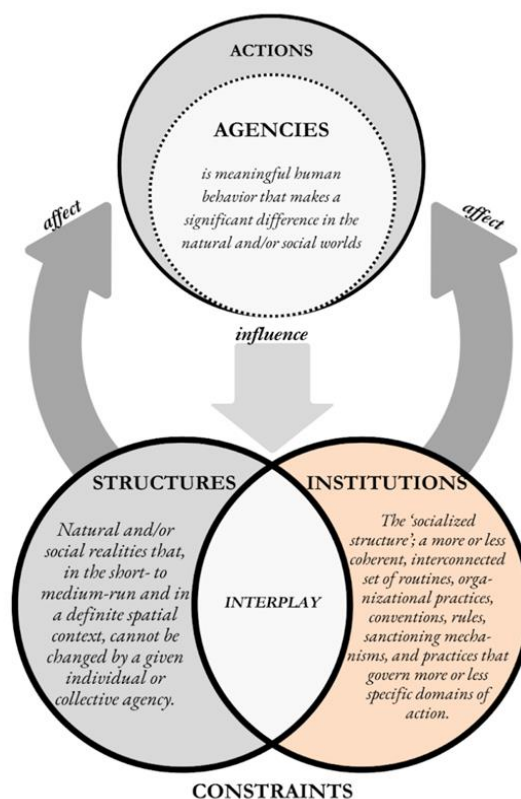 ACTIONS
AGENCIES
is meaningful human
behavior that makes a
significant difference in the
natural and/or social worlds
affect
affect
influence
STRUCTURES
Natural and/or
social realities that,
in the short- to
medium-run and in
a definite spatial
context, cannot be
changed by a given
individual or
collective agency.
INTERPLAY
INSTITUTIONS
The ‘socialized
structure’; a more or less
coherent, interconnected
set of routines, orga-
nizational practices,
conventions, rules,
sanctioning mecha-
nisms, and practices that
govern more or less
specific domains of
action.
CONSTRAINTS